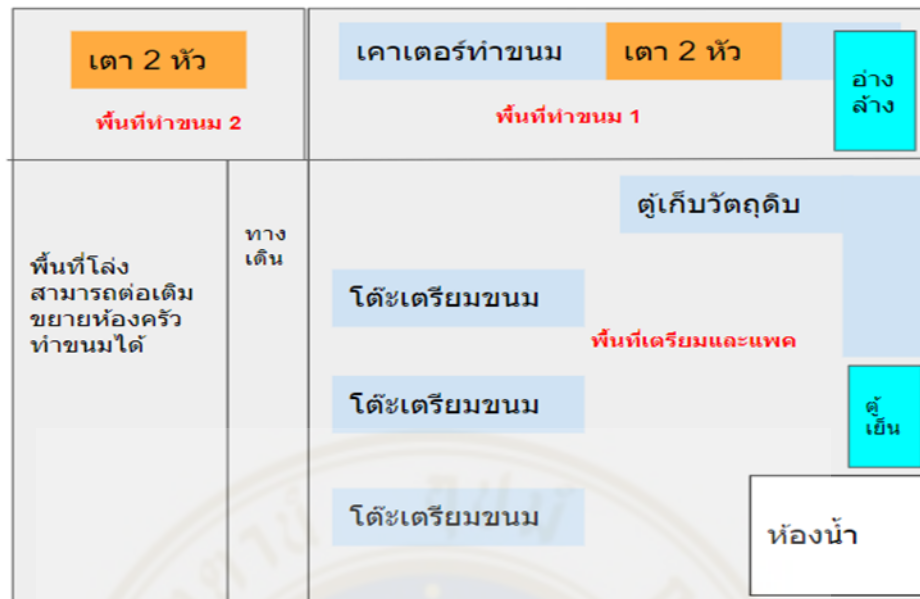 เตา 2 หัว
พื้นที่ทำขนม 2
เคาเตอร์ทำขนม
เตา 2 หัว
อ่าง
ล้าง
พื้นที่ทำขนม 1
ตู้เก็บวัตถุดิบ
ทาง
เดิน
พื้นที่โล่ง
สามารถต่อเติม
ขยายห้องครัว
ทำขนมได้
โต๊ะเตรียมขนม
พื้นที่เตรียมและแพค
โต๊ะเตรียมขนม
ตู้
เย็น
โต๊ะเตรียมขนม
ห้องน้ำ